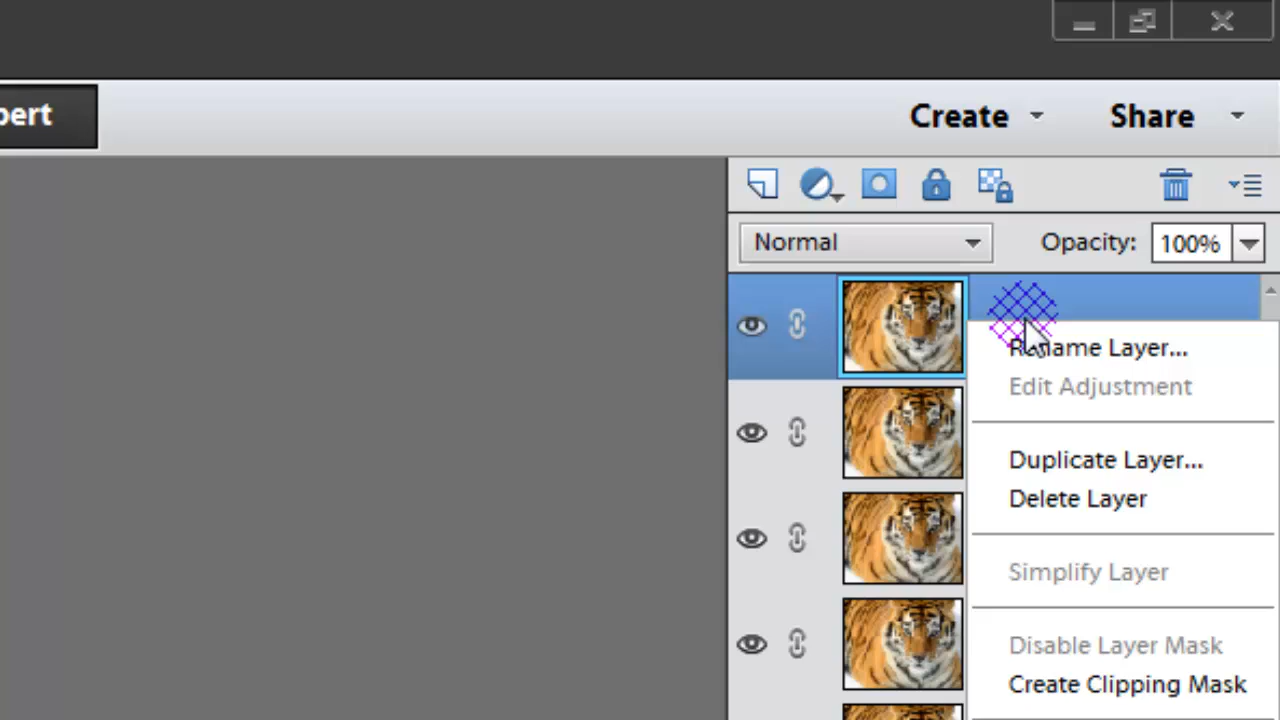 pert
Create
Share
Normal
Opacity: 100%
Rename Layer...
Edit Adjustment
Duplicate Layer...
Delete Layer
Simplify Layer
Disable Layer Mask
Create Clipping Mask